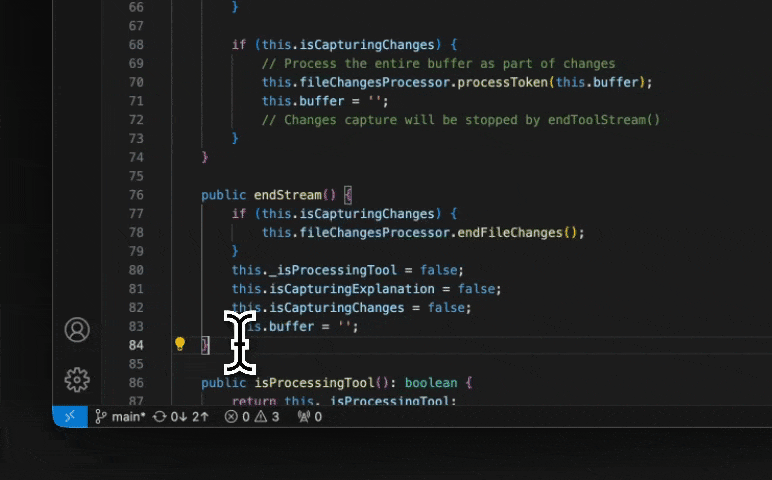 66 }
67
68 if (this.isCapturingChanges) {
69 // Process the entire buffer as part of changes
70 this.fileChangesProcessor.processToken(this.buffer);
71 this.buffer = '';
72 // Changes capture will be stopped by endToolStream()
73 }
74 }
75
76 public endStream() {
77 if (this.isCapturingChanges) {
78 this.fileChangesProcessor.endFileChanges();
79 }
80 this._isProcessingTool = false;
81 this.isCapturingExplanation = false;
82 this.isCapturingChanges = false;
83 .buffer = '';
84 }
85
86 public isProcessingTool(): boolean {
87 return this._isProcessingTool;
main* 0↓ 2↑ 0 3 0